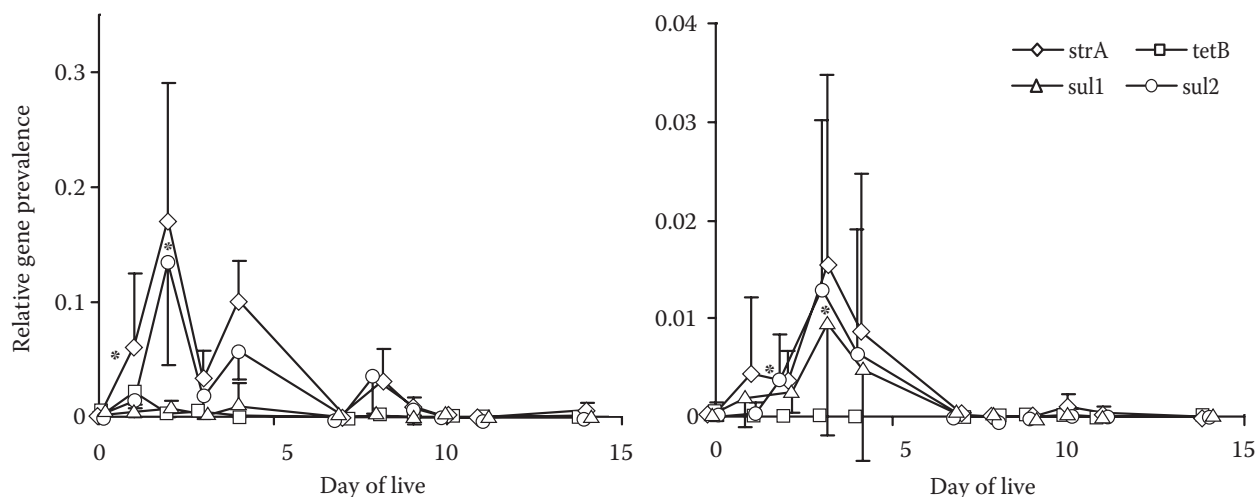 Relative gene prevalence
0.3
0.2
0.1
0
0 5 10 15
Day of live
0.04
0.03
0.02
0.01
0.000
0 5 10 15
Day of live
strA tetB
sul1 sul2
*
*
*
*